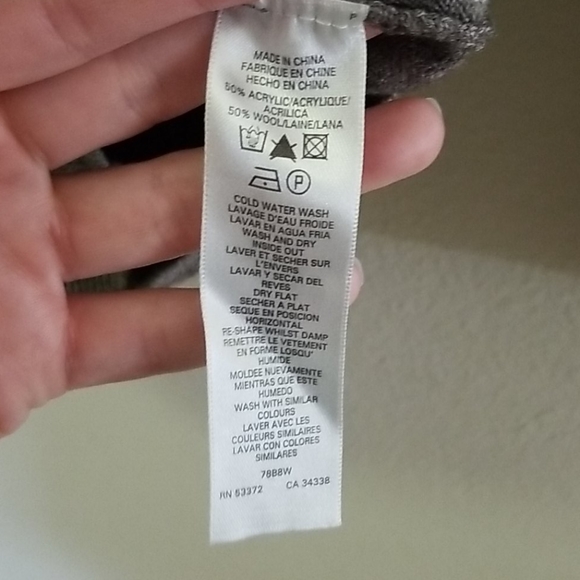 MADE IN CHINA
FABRIQUE EN CHINE
HECHO EN CHINA
50% ACRYLIC/ACRYLIQUE/
ACRILICA
50% WOOL/LAINE/LANA
P
COLD WATER WASH
LAVAGE D'EAU FROIDE
LAVAR EN AGUA FRIA
WASH AND DRY
INSIDE OUT
LAVER ET SECHER SUR
L'ENVERS
LAVAR Y SECAR DEL
REVES
DRY FLAT
SECHER A PLAT
SEQUE EN POSICION
HORIZONTAL
RE-SHAPE WHILST DAMP
REMETTRE LE VETEMENT
EN FORME LOSQU'
HUMIDE
MOLDEE NUEVAMENTE
MIENTRAS QUE ESTE
HUMEDO
WASH WITH SIMILAR
COLOURS
LAVER AVEC LES
COULEURS SIMILAIRES
LAVAR CON COLORES
SIMILARES
76B8W
RN 53372 CA 34338